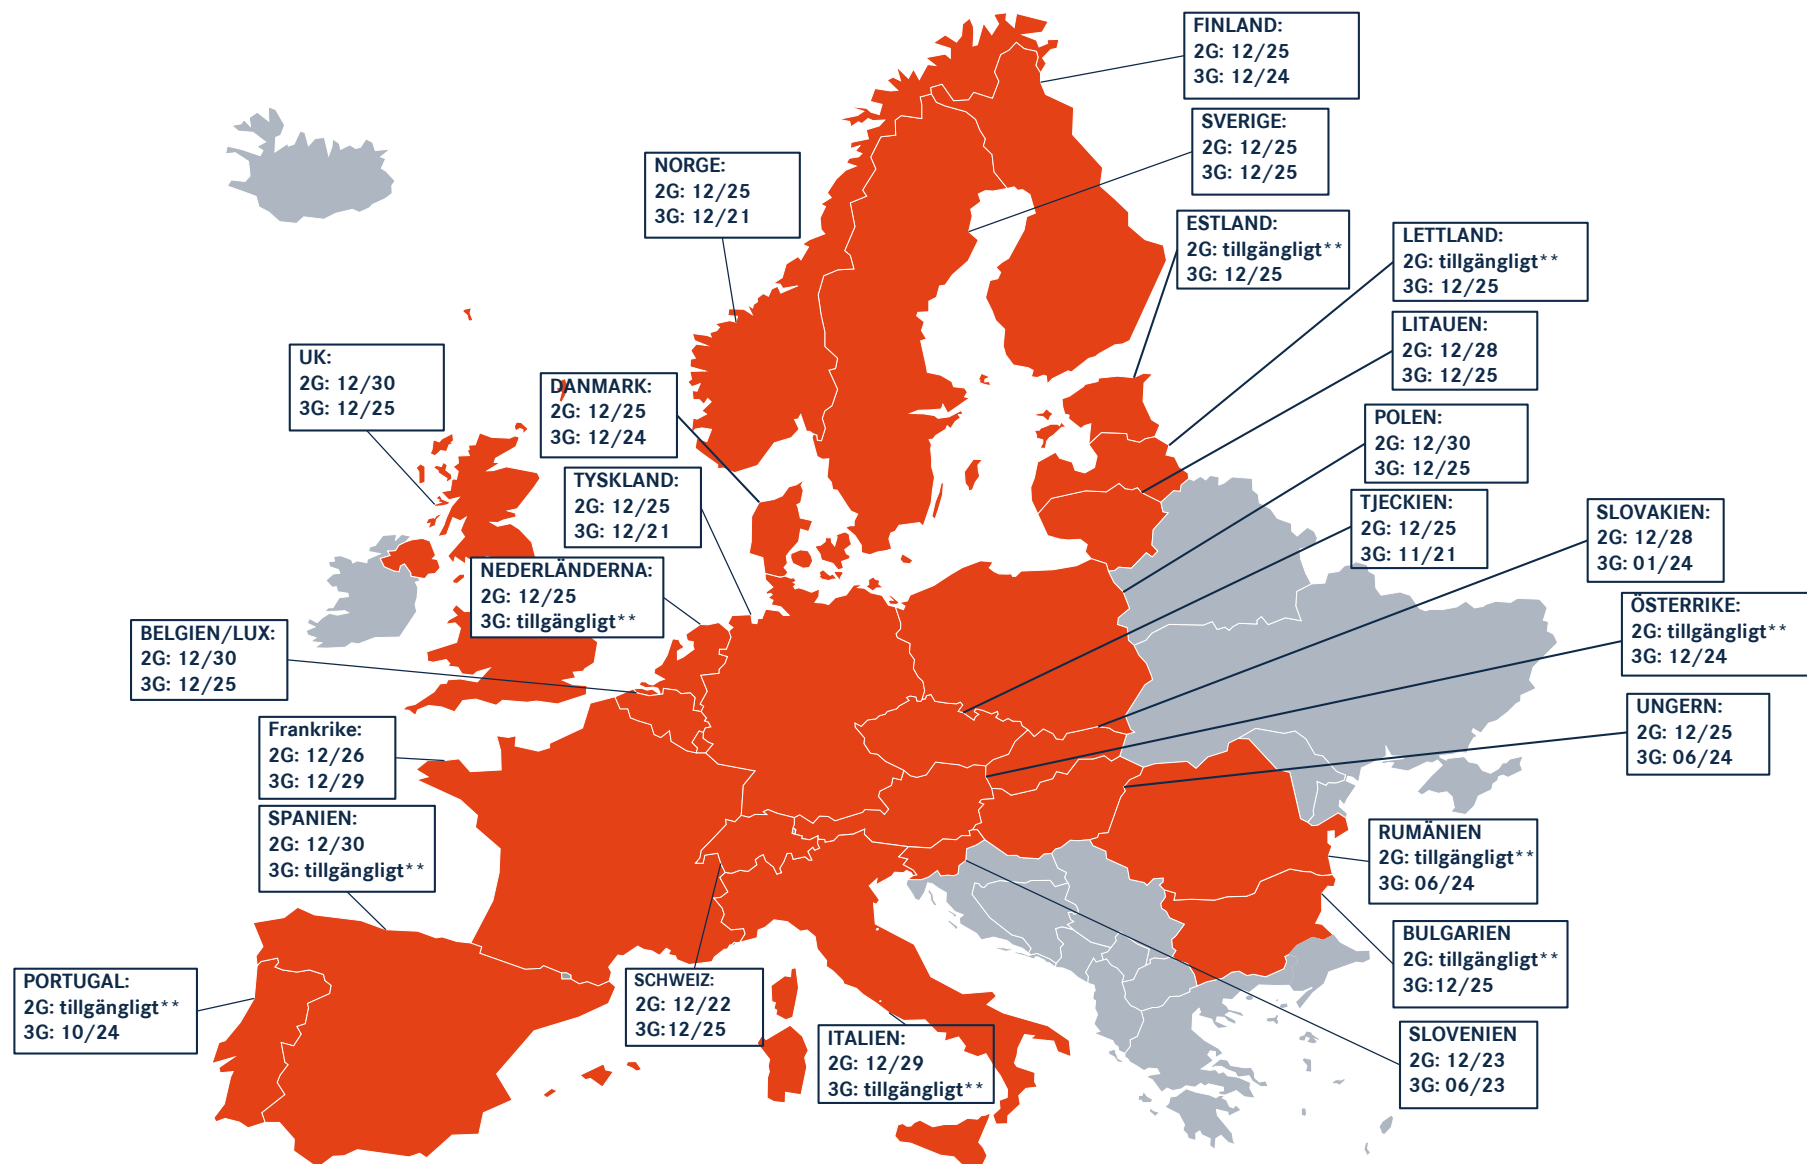 FINLAND:
2G: 12/25
3G: 12/24
SVERIGE:
2G: 12/25
3G: 12/25
NORGE:
2G: 12/25
3G: 12/21
ESTLAND:
2G: tillgängligt**
3G: 12/25
LETTLAND:
2G: tillgängligt**
3G: 12/25
LITAUEN:
2G: 12/28
3G: 12/25
UK:
2G: 12/30
3G: 12/25
DANMARK:
2G: 12/25
3G: 12/24
POLEN:
2G: 12/30
3G: 12/25
TYSKLAND:
2G: 12/25
3G: 12/21
TJECKIEN:
2G: 12/25
3G: 11/21
SLOVAKIEN:
2G: 12/28
3G: 01/24
NEDERLÄNDERNA:
2G: 12/25
3G: tillgängligt**
ÖSTERRIKE:
2G: tillgängligt**
3G: 12/24
BELGIEN/LUX:
2G: 12/30
3G: 12/25
UNGERN:
2G: 12/25
3G: 06/24
Frankrike:
2G: 12/26
3G: 12/29
SPANIEN:
2G: 12/30
3G: tillgängligt**
RUMÄNIEN
2G: tillgängligt**
3G: 06/24
BULGARIEN
2G: tillgängligt**
3G:12/25
PORTUGAL:
2G: tillgängligt**
3G: 10/24
SCHWEIZ:
2G: 12/22
3G:12/25
ITALIEN:
2G: 12/29
3G: tillgängligt**
SLOVENIEN
2G: 12/23
3G: 06/23